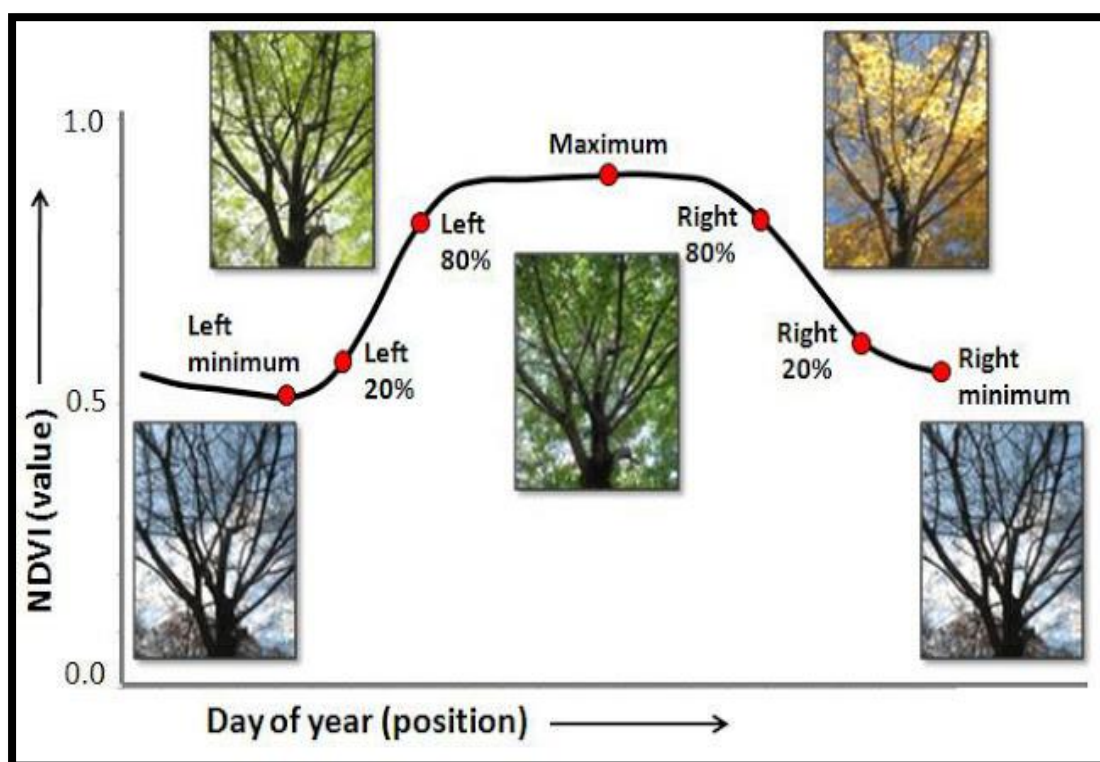 1.0
Maximum
Left
80%
Right
80%
Left
minimum
Left
20%
Right
20%
Right
minimum
0.5
0.0
NDVI (value)
Day of year (position)